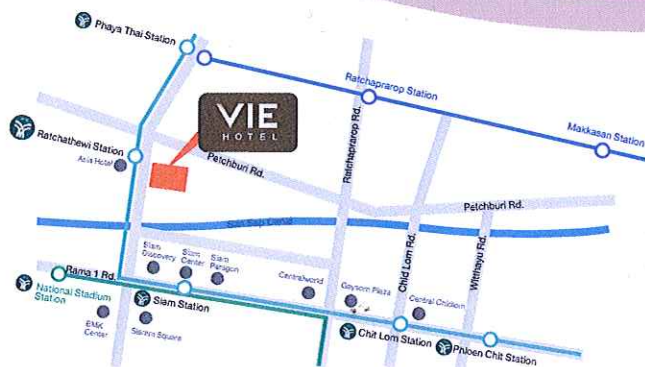 Phaya Thai Station
Ratchaprarop Station
Makkasan Station
VIE
HOTEL
Ratchathewi Station
Asia Hotel
Petchburi Rd.
Ratchaprarop Rd.
Petchburi Rd.
San Sap Canal
Chid Lom Rd.
Witthayu Rd.
Siam
Discovery
Siam
Center
Siam
Paragon
Centralworld
Gaysorn Plaza
Central Chidlom
Rama 1 Rd.
National Stadium
Station
Siam Station
MBK
Center
Siam Square
Chit Lom Station
Phloen Chit Station